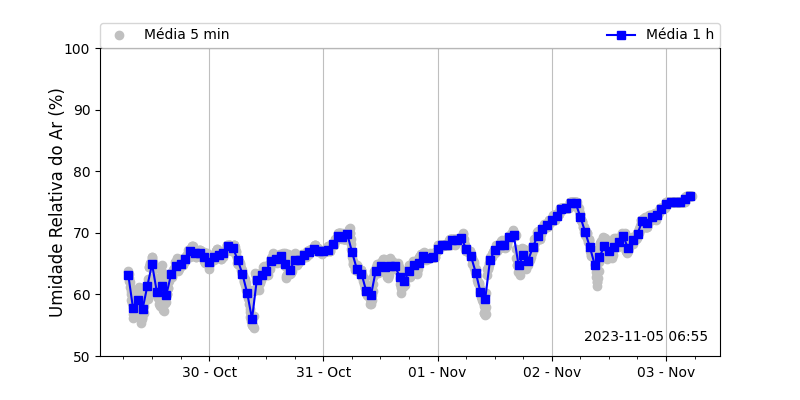 Média 5 min
Média 1 h
Umidade Relativa do Ar (%)
100
90
80
70
60
50
2023-11-05 06:55
30 - Oct
31 - Oct
01 - Nov
02 - Nov
03 - Nov